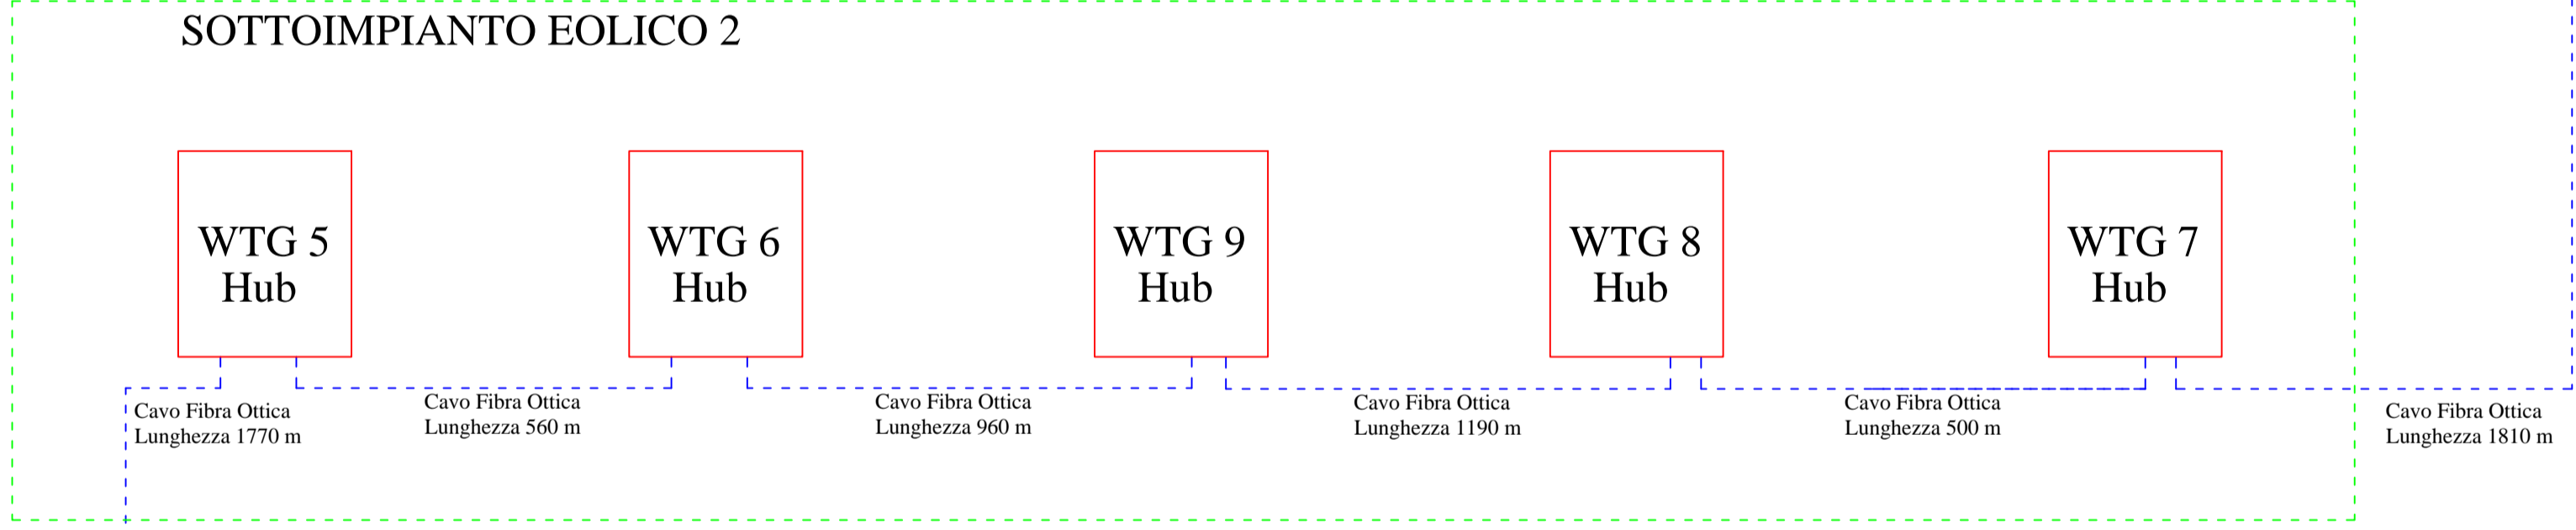 SOTTOIMPIANTO EOLICO 2
WTG 5
Hub
WTG 6
Hub
WTG 9
Hub
WTG 8
Hub
WTG 7
Hub
Cavo Fibra Ottica
Lunghezza 1770 m
Cavo Fibra Ottica
Lunghezza 560 m
Cavo Fibra Ottica
Lunghezza 960 m
Cavo Fibra Ottica
Lunghezza 1190 m
Cavo Fibra Ottica
Lunghezza 500 m
Cavo Fibra Ottica
Lunghezza 1810 m